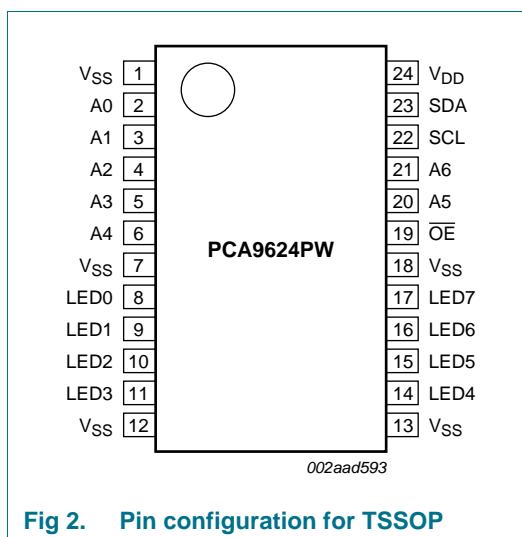 VSS 1
A0 2
A1 3
A2 4
A3 5
A4 6
VSS 7
LED0 8
LED1 9
LED2 10
LED3 11
VSS 12
PCA9624PW
24 VDD
23 SDA
22 SCL
21 A6
20 A5
19 O̅E̅
18 VSS
17 LED7
16 LED6
15 LED5
14 LED4
13 VSS
002aad593
Fig 2. Pin configuration for TSSOP